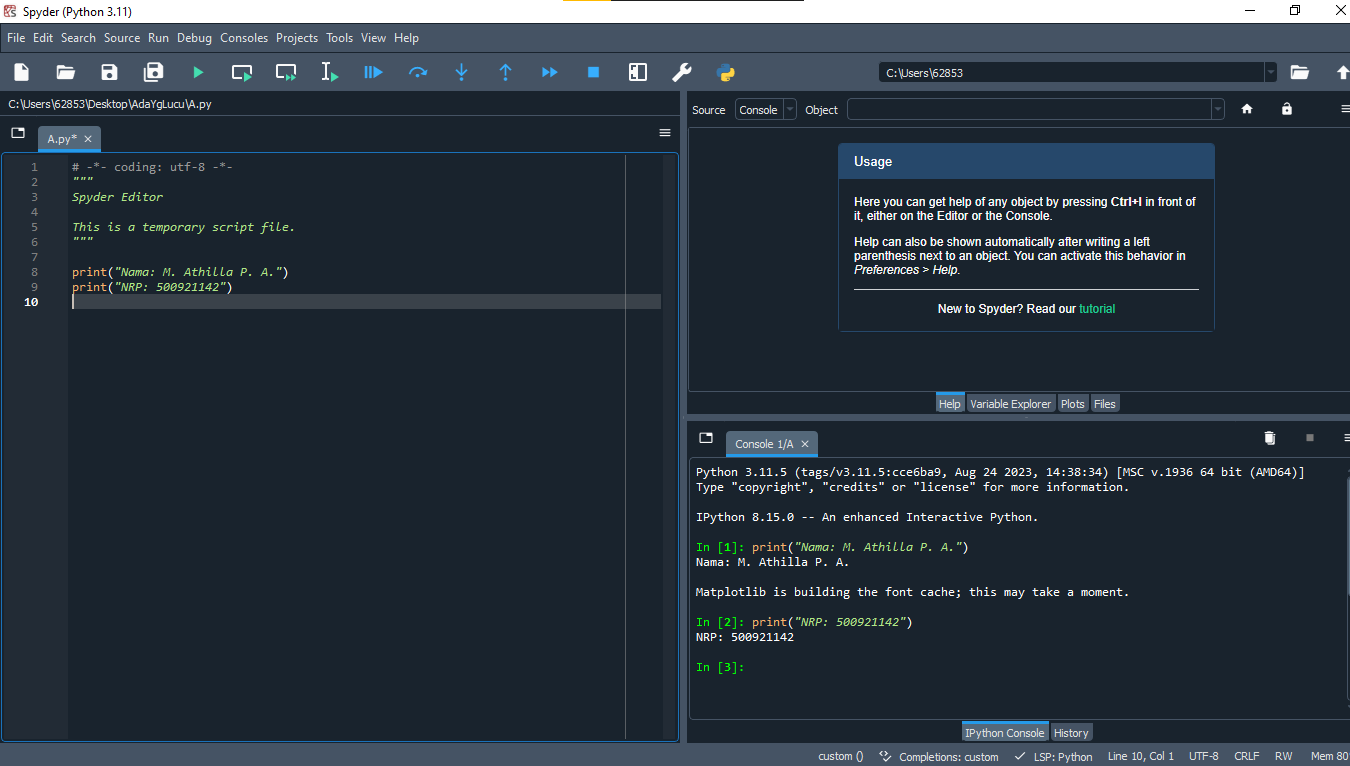 Spyder (Python 3.11)
File Edit Search Source Run Debug Consoles Projects Tools View Help
C:\Users\62853
C:\Users\62853\Desktop\AdaYgLucu\A.py
A.py*
1 # -*- coding: utf-8 -*-
2 """
3 Spyder Editor
4
5 This is a temporary script file.
6 """
7
8 print("Nama: M. Athilla P. A.")
9 print("NRP: 500921142")
10
Source Console Object
Usage
Here you can get help of any object by pressing Ctrl+I in front of
it, either on the Editor or the Console.
Help can also be shown automatically after writing a left
parenthesis next to an object. You can activate this behavior in
Preferences > Help.
New to Spyder? Read our tutorial
Help Variable Explorer Plots Files
Console 1/A
Python 3.11.5 (tags/v3.11.5:cce6ba9, Aug 24 2023, 14:38:34) [MSC v.1936 64 bit (AMD64)]
Type "copyright", "credits" or "license" for more information.
IPython 8.15.0 -- An enhanced Interactive Python.
In [1]: print("Nama: M. Athilla P. A.")
Nama: M. Athilla P. A.
Matplotlib is building the font cache; this may take a moment.
In [2]: print("NRP: 500921142")
NRP: 500921142
In [3]:
IPython Console History
custom () Completions: custom LSP: Python Line 10, Col 1 UTF-8 CRLF RW Mem 80